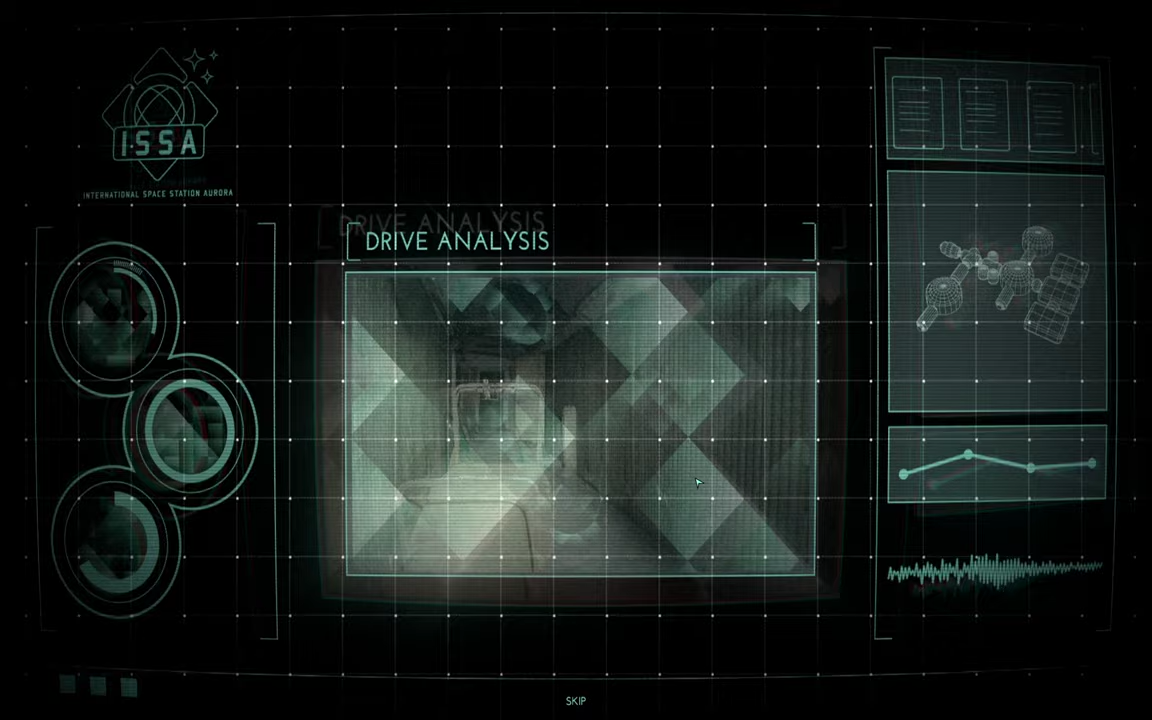 ISSA
INTERNATIONAL SPACE STATION AURORA
DRIVE ANALYSIS
DRIVE ANALYSIS
SKIP